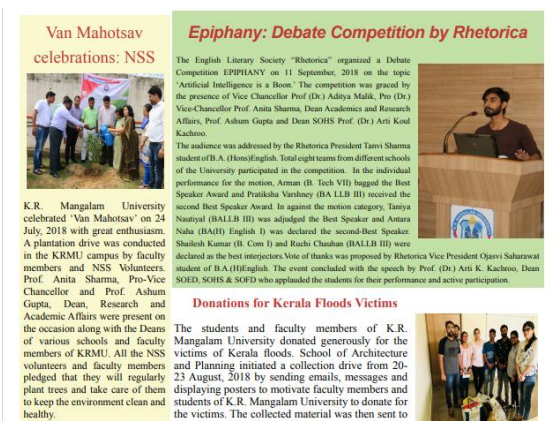 Van Mahotsav
celebrations: NSS
K.R. Mangalam University
celebrated 'Van Mahotsav' on 24
July, 2018 with great enthusiasm.
A plantation drive was conducted
in the KRMU campus by faculty
members and NSS Volunteers.
Prof. Anita Sharma, Pro-Vice
Chancellor and Prof. Ashum
Gupta, Dean, Research and
Academic Affairs were present on
the occasion along with the Deans
of various schools and faculty
members of KRMU. All the NSS
volunteers and faculty members
pledged that they will regularly
plant trees and take care of them
to keep the environment clean and
healthy.
Epiphany: Debate Competition by Rhetorica
The English Literary Society "Rhetorica" organized a Debate
Competition EPIPHANY on 11 September, 2018 on the topic
'Artificial Intelligence is a Boon.' The competition was graced by
the presence of Vice Chancellor Prof (Dr.) Aditya Malik, Pro (Dr.)
Vice-Chancellor Prof. Anita Sharma, Dean Academics and Research
Affairs, Prof. Ashum Gupta and Dean SOHS Prof. (Dr.) Arti Koul
Kachroo.
The audience was addressed by the Rhetorica President Tanvi Sharma
student of B.A. (Hons)English. Total eight teams from different schools
of the University participated in the competition. In the individual
performance for the motion, Arman (B. Tech VII) bagged the Best
Speaker Award and Pratiksha Varshney (BA LLB III) received the
second Best Speaker Award. In against the motion category, Taniya
Nautiyal (BALLB III) was adjudged the Best Speaker and Antara
Naha (BA(H) English I) was declared the second-Best Speaker.
Shailesh Kumar (B. Com I) and Ruchi Chauhan (BALLB III) were
declared as the best interjectors.Vote of thanks was proposed by Rhetorica Vice President Ojasvi Saharawat
student of B.A.(H)English. The event concluded with the speech by Prof. (Dr.) Arti K. Kachroo, Dean
SOED, SOHS & SOFD who applauded the students for their performance and active participation.
Donations for Kerala Floods Victims
The students and faculty members of K.R.
Mangalam University donated generously for the
victims of Kerala floods. School of Architecture
and Planning initiated a collection drive from 20-
23 August, 2018 by sending emails, messages and
displaying posters to motivate faculty members and
students of K.R. Mangalam University to donate for
the victims. The collected material was then sent to